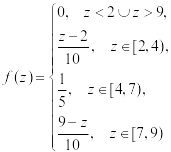 f(z) = { 0, z < 2 ∪ z > 9,
(z − 2)/10, z ∈ [2, 4),
1/5, z ∈ [4, 7),
(9 − z)/10, z ∈ [7, 9)